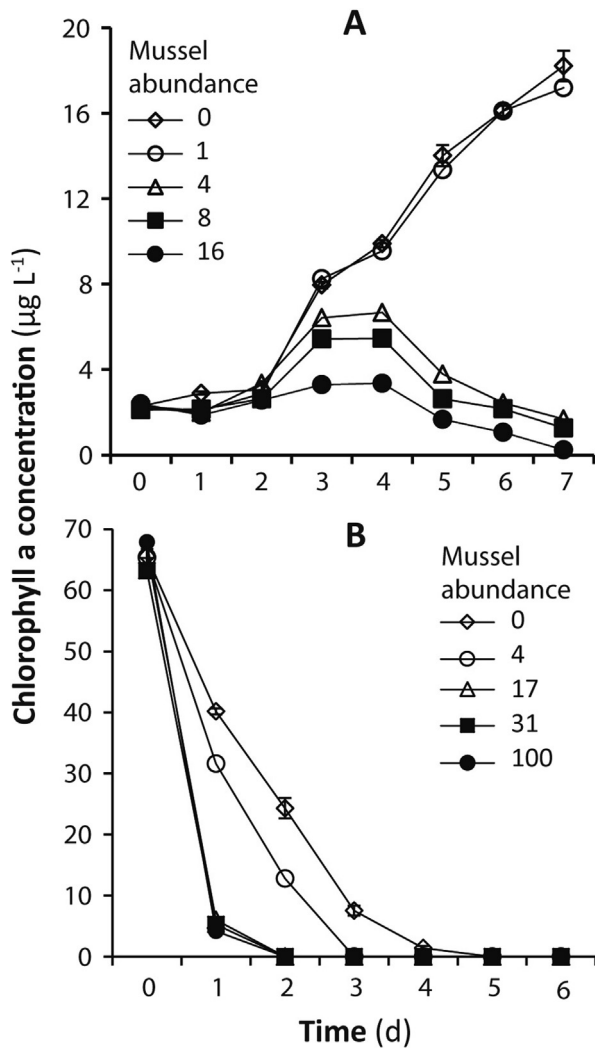 A
Mussel
abundance
0
1
4
8
16
20
16
12
8
4
0
0 1 2 3 4 5 6 7
Chlorophyll a concentration (µg L-1)
B
Mussel
abundance
0
4
17
31
100
70
60
50
40
30
20
10
0
0 1 2 3 4 5 6
Time (d)